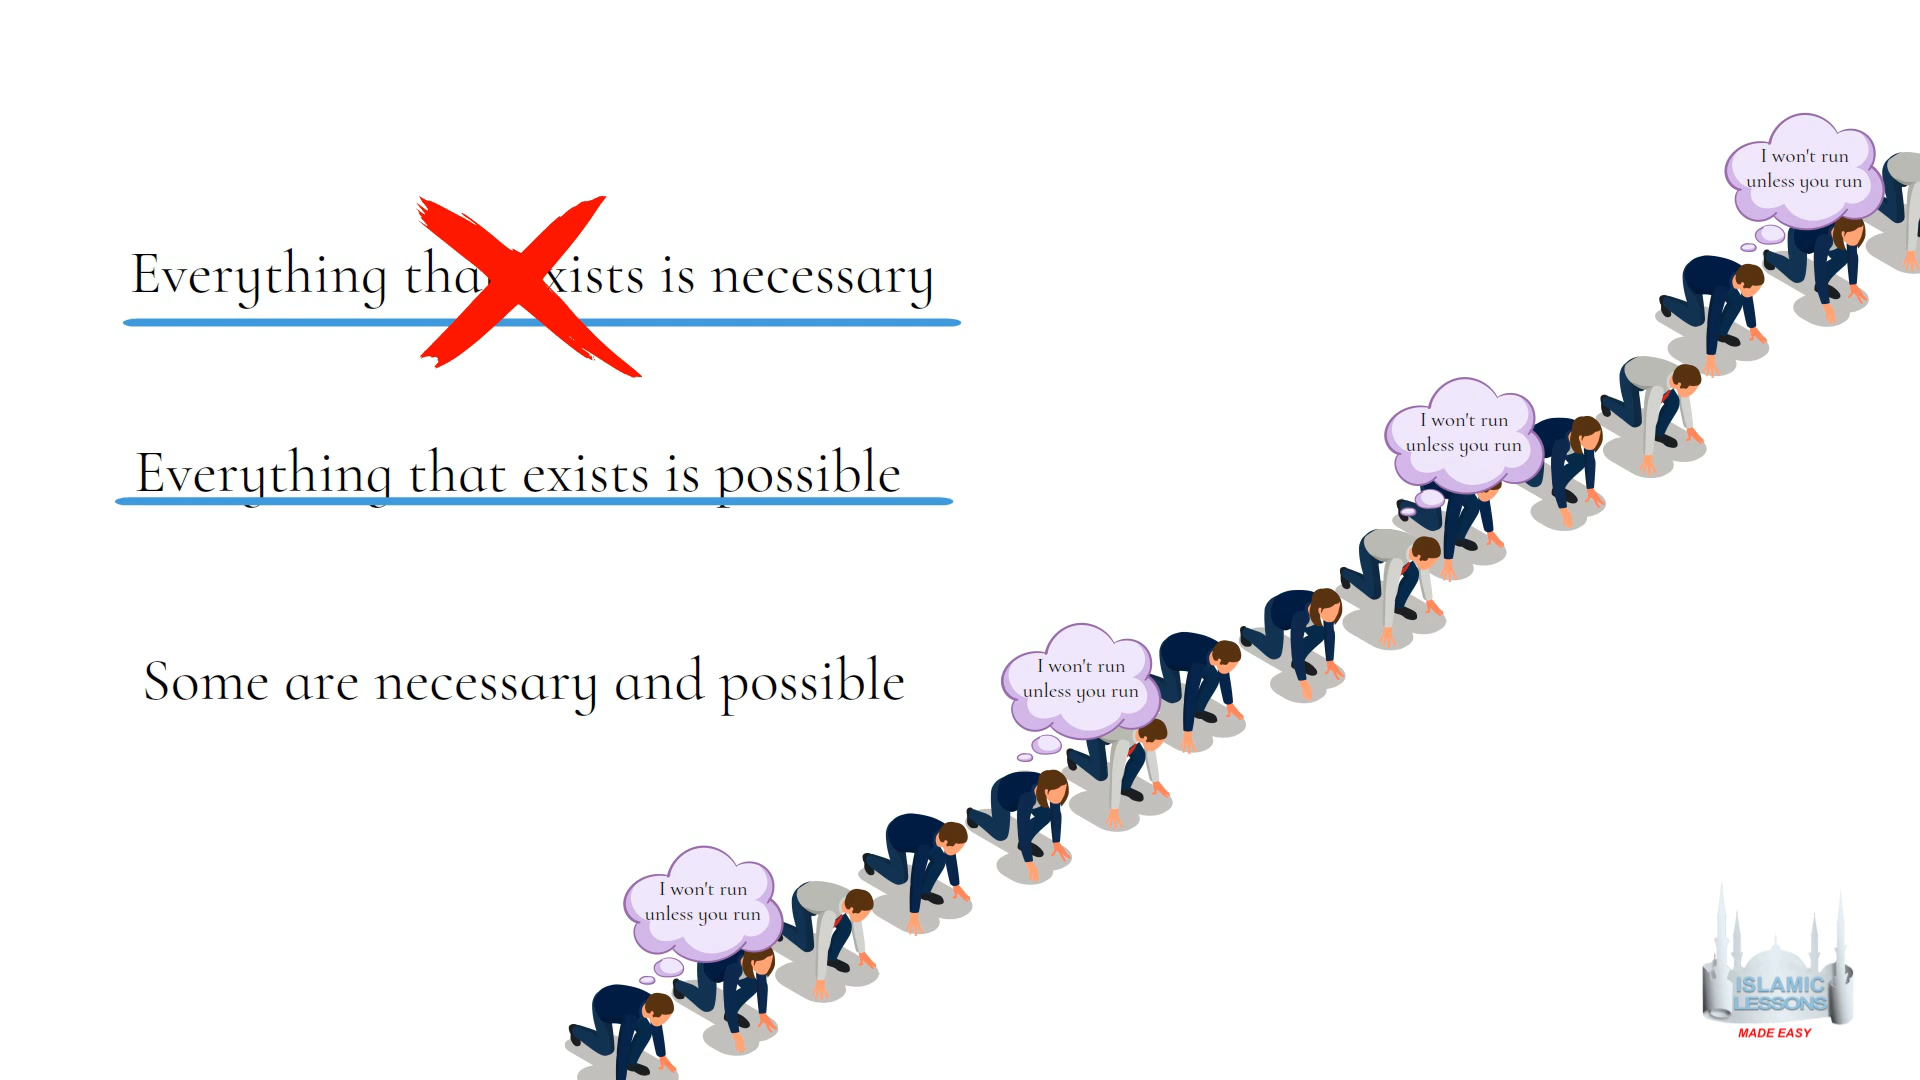 Everything that exists is necessary
Everything that exists is possible
Some are necessary and possible
I won't run
unless you run
I won't run
unless you run
I won't run
unless you run
I won't run
unless you run
ISLAMIC
LESSONS
MADE EASY